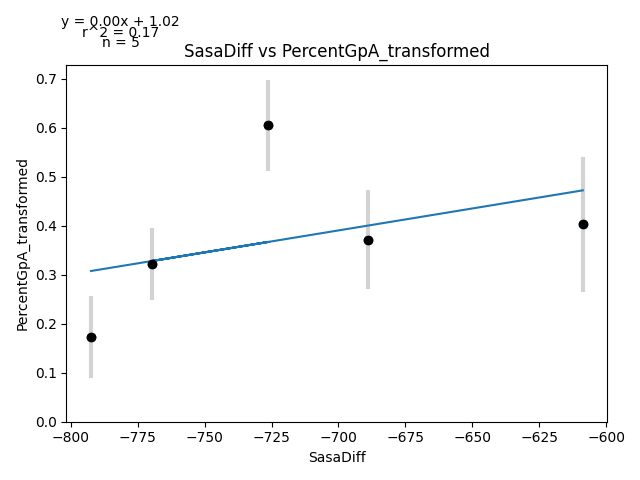 y = 0.00x + 1.02
r^2 = 0.17
n = 5
SasaDiff vs PercentGpA_transformed
0.7
0.6
0.5
0.4
0.3
0.2
0.1
0.0
PercentGpA_transformed
−800 −775 −750 −725 −700 −675 −650 −625 −600
SasaDiff